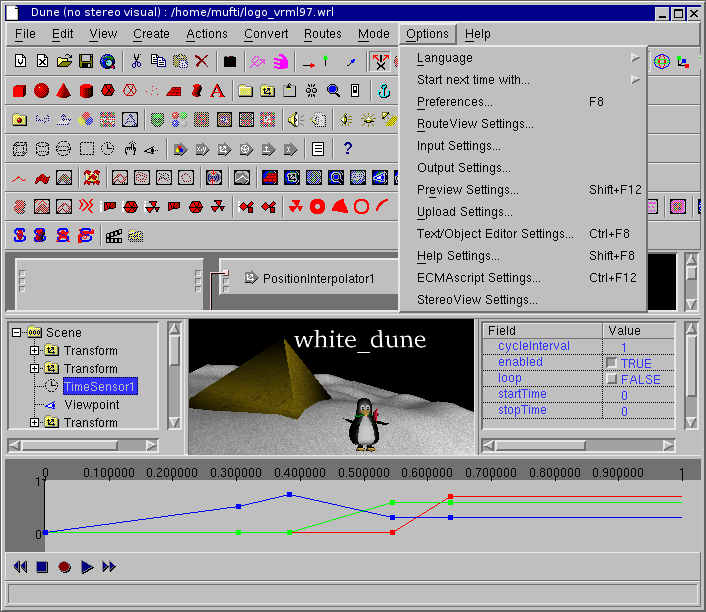 Dune (no stereo visual) : /home/mufti/logo_vrml97.wrl
File Edit View Create Actions Convert Routes Mode Options Help
Language
Start next time with...
Preferences... F8
RouteView Settings...
Input Settings...
Output Settings...
Preview Settings... Shift+F12
Upload Settings...
Text/Object Editor Settings... Ctrl+F8
Help Settings... Shift+F8
ECMAscript Settings... Ctrl+F12
StereoView Settings...
PositionInterpolator1
Scene
Transform
Transform
TimeSensor1
Viewpoint
Transform
white_dune
Field Value
cycleInterval 1
enabled TRUE
loop FALSE
startTime 0
stopTime 0
0 0.100000 0.200000 0.300000 0.400000 0.500000 0.600000 0.700000 0.800000 0.900000 1
1
0